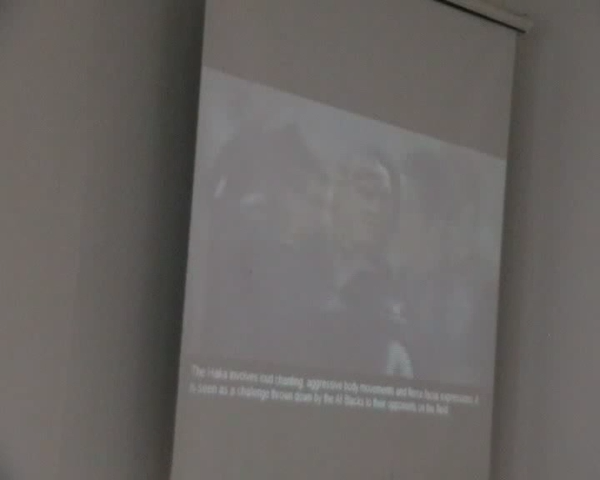 The Haka involves loud chanting, aggressive body movements and fierce facial expressions. It
is seen as a challenge thrown down by the All Blacks to their opponents on the field.